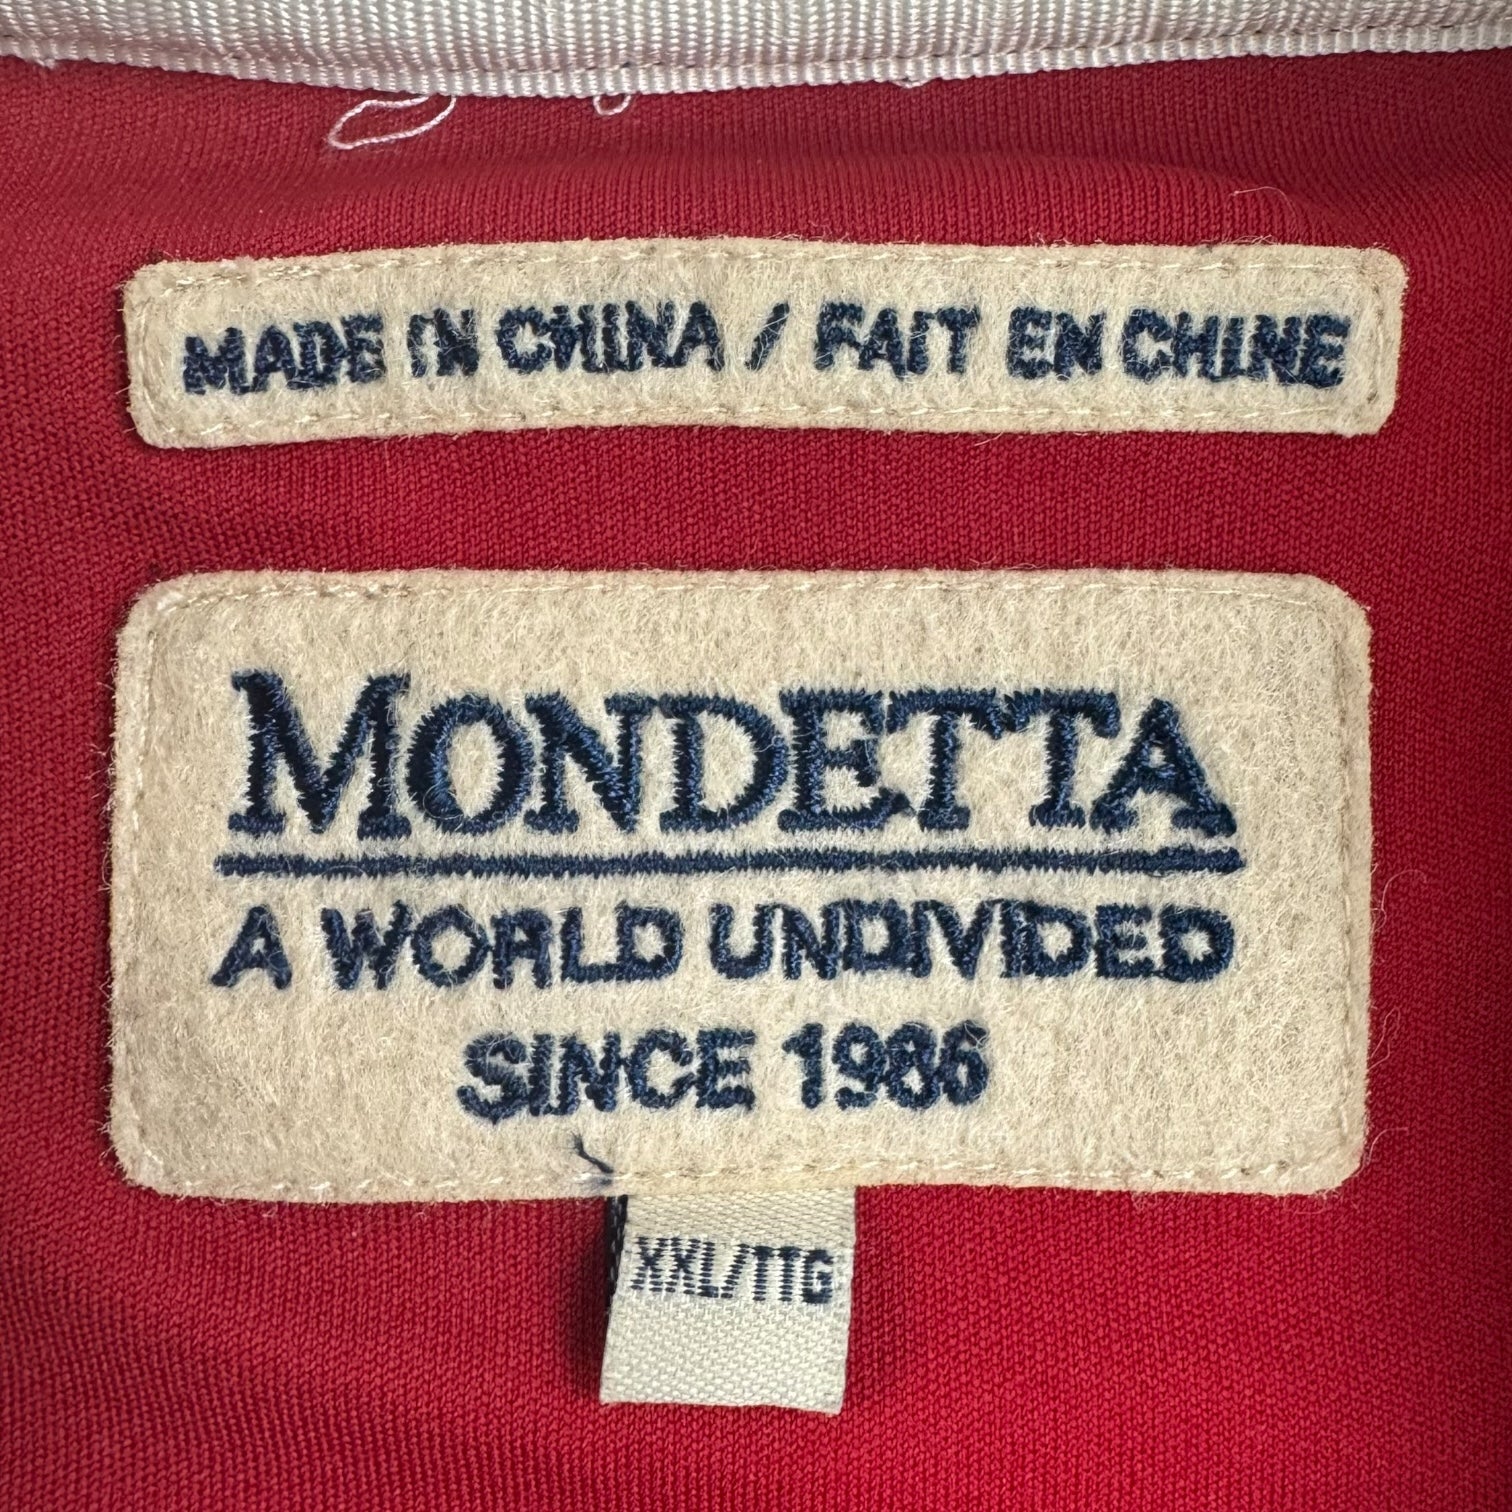 MADE IN CHINA / FAIT EN CHINE
MONDETTA
A WORLD UNDIVIDED
SINCE 1986
XXL/TTG